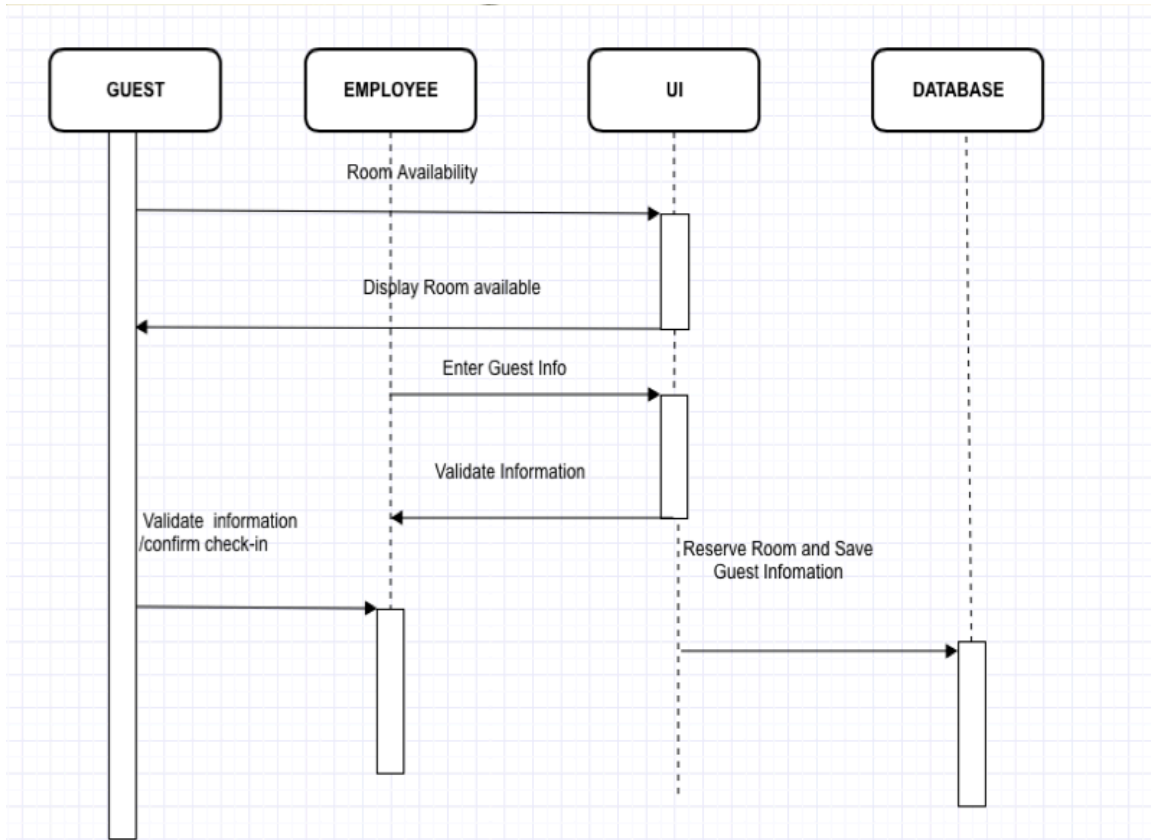 GUEST
EMPLOYEE
UI
DATABASE
Room Availability
Display Room available
Enter Guest Info
Validate Information
Validate information
/confirm check-in
Reserve Room and Save
Guest Infomation